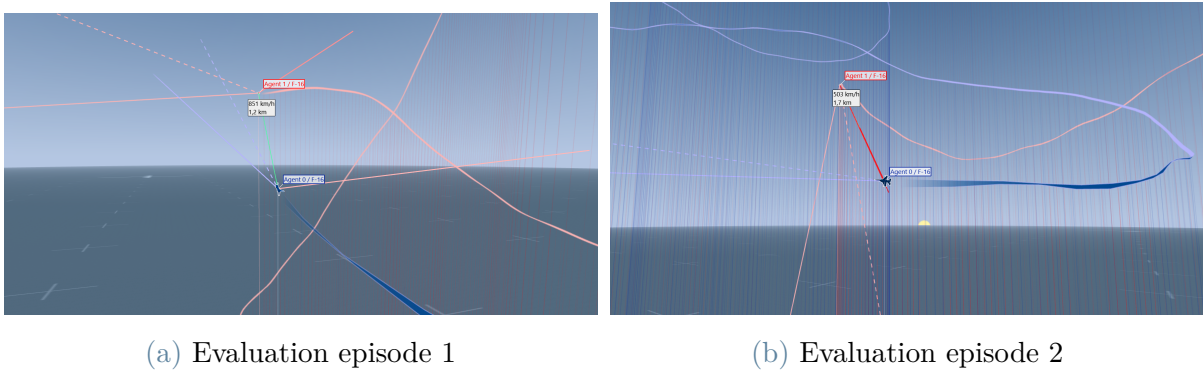 Agent 1 / F-16
851 km/h
1,2 km
Agent 0 / F-16
(a) Evaluation episode 1
Agent 1 / F-16
503 km/h
1,7 km
Agent 0 / F-16
(b) Evaluation episode 2